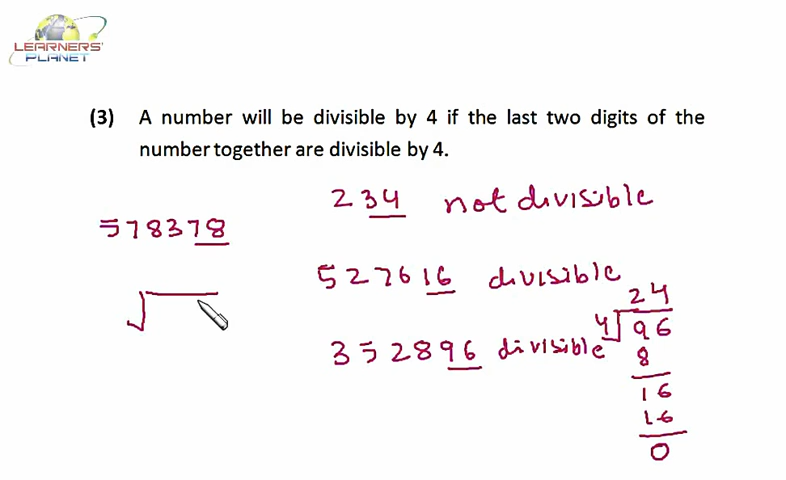 LEARNERS'
PLANET
(3) A number will be divisible by 4 if the last two digits of the
number together are divisible by 4.
234 not divisible
578378
527616 divisible
24
4 96
352896 divisible
8
16
16
0